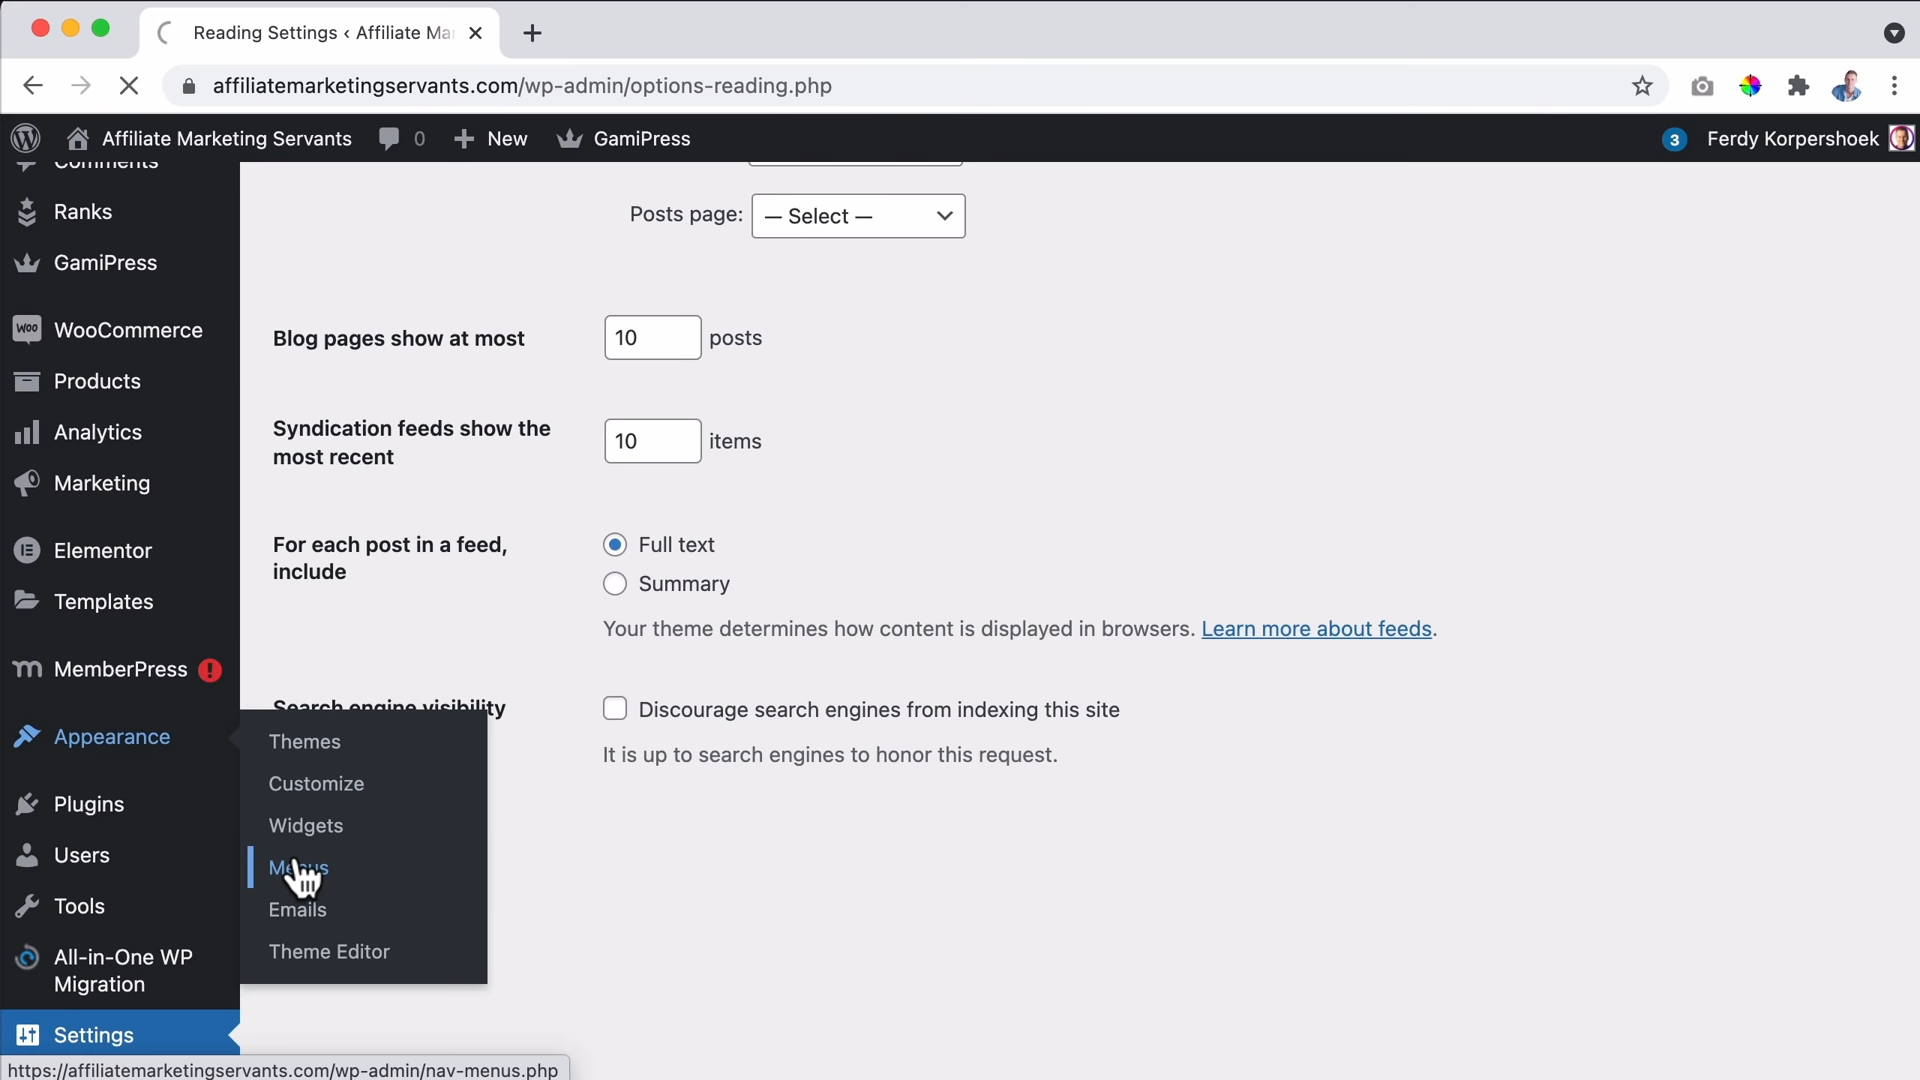 Reading Settings ‹ Affiliate Ma
affiliatemarketingservants.com/wp-admin/options-reading.php
Affiliate Marketing Servants 0 New GamiPress 3 Ferdy Korpershoek
Comments
Ranks
GamiPress
Woo WooCommerce
Products
Analytics
Marketing
Elementor
Templates
MemberPress !
Appearance
Plugins
Users
Tools
All-in-One WP
Migration
Settings
Themes
Customize
Widgets
Menus
Emails
Theme Editor
Posts page: — Select —
Blog pages show at most 10 posts
Syndication feeds show the
most recent
10 items
For each post in a feed,
include
Full text
Summary
Your theme determines how content is displayed in browsers. Learn more about feeds.
Search engine visibility
Discourage search engines from indexing this site
It is up to search engines to honor this request.
https://affiliatemarketingservants.com/wp-admin/nav-menus.php